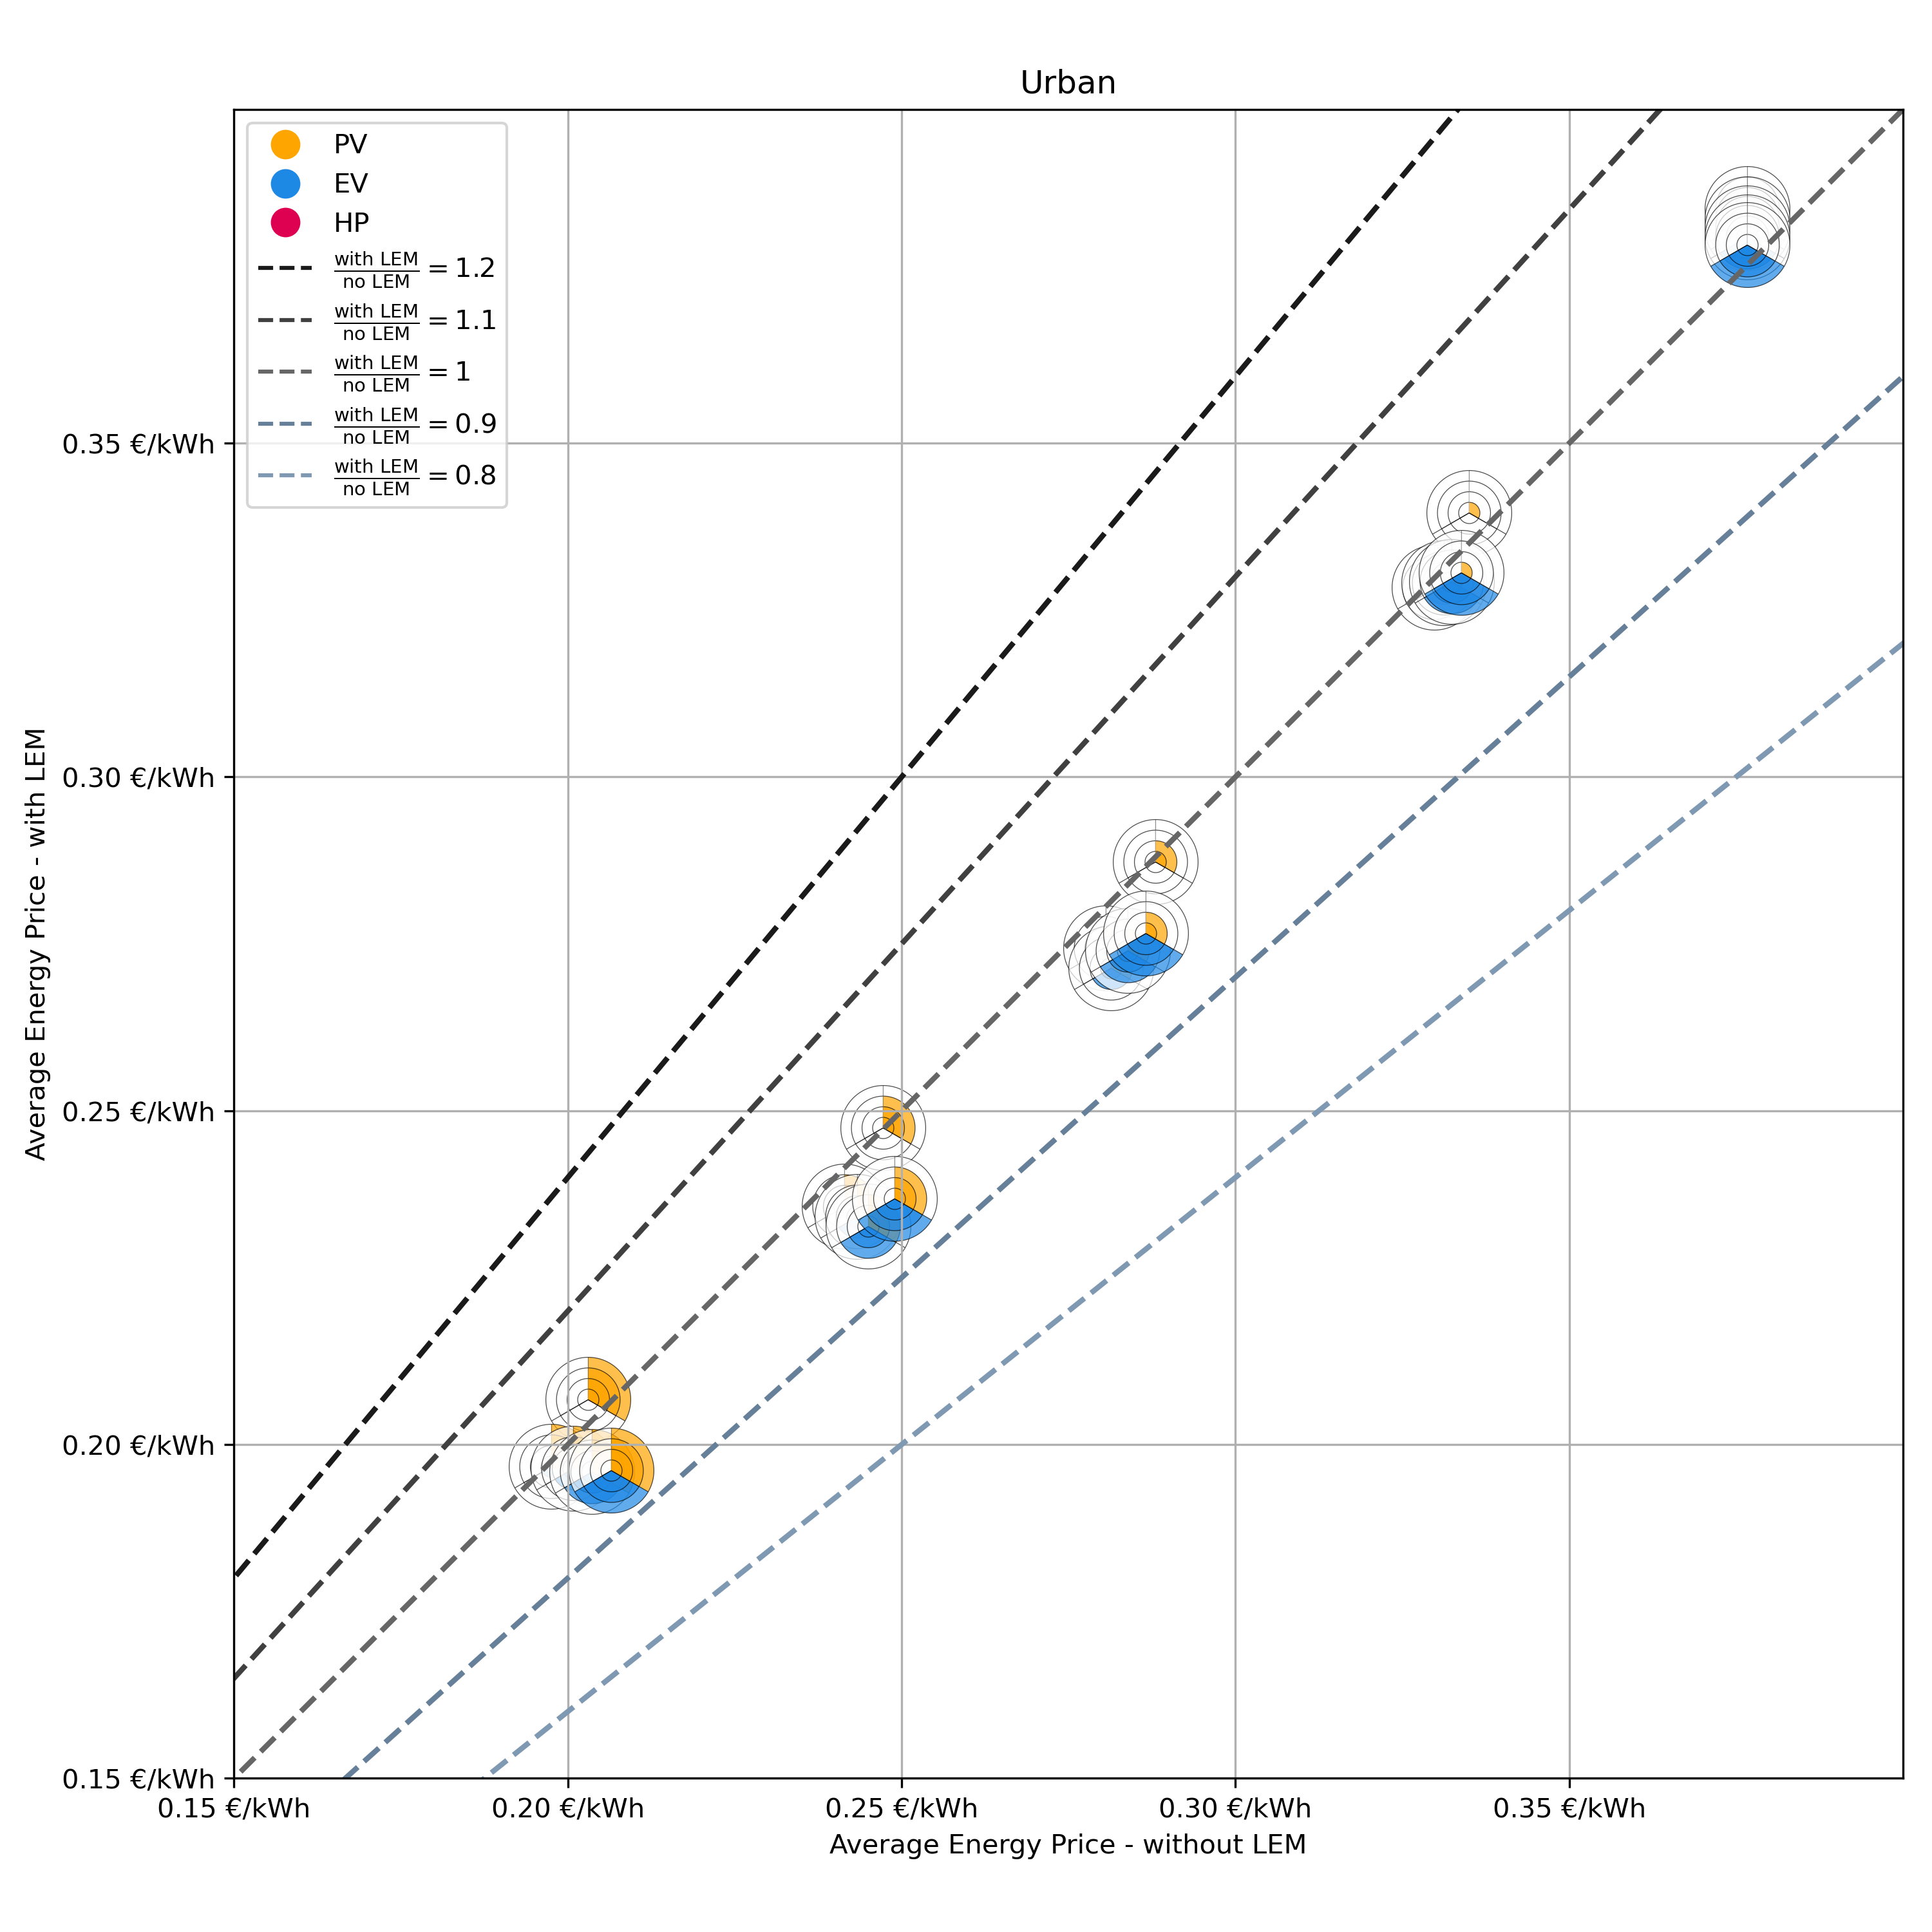 Urban
PV
EV
HP
with LEM
no LEM = 1.2
with LEM
no LEM = 1.1
with LEM
no LEM = 1
with LEM
no LEM = 0.9
with LEM
no LEM = 0.8
Average Energy Price - with LEM
0.35 €/kWh
0.30 €/kWh
0.25 €/kWh
0.20 €/kWh
0.15 €/kWh
0.15 €/kWh 0.20 €/kWh 0.25 €/kWh 0.30 €/kWh 0.35 €/kWh
Average Energy Price - without LEM